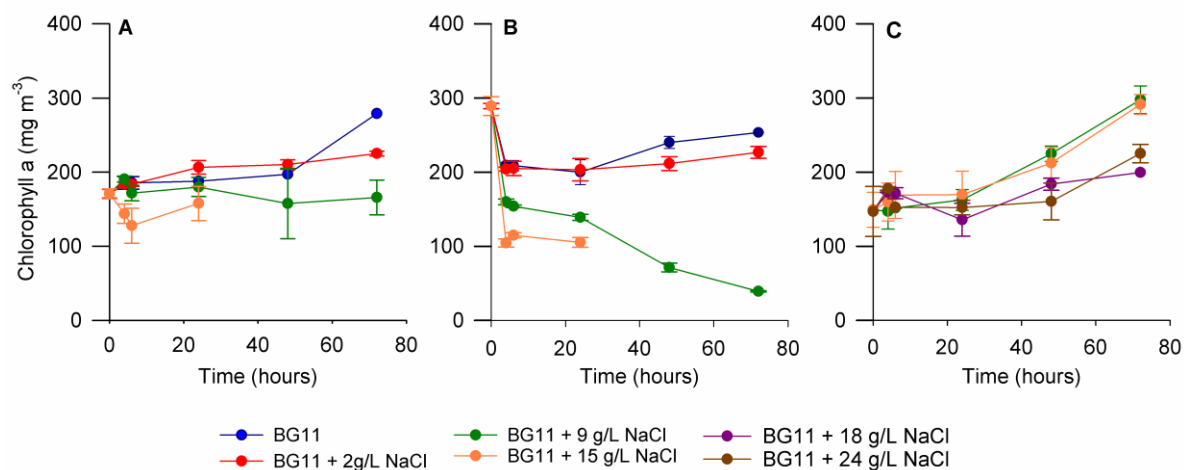 A
B
C
400
300
200
100
0
400
300
200
100
0
400
300
200
100
0
0 20 40 60 80
0 20 40 60 80
0 20 40 60 80
Chlorophyll a (mg m⁻³)
Time (hours)
Time (hours)
Time (hours)
BG11
BG11 + 2g/L NaCl
BG11 + 9 g/L NaCl
BG11 + 15 g/L NaCl
BG11 + 18 g/L NaCl
BG11 + 24 g/L NaCl